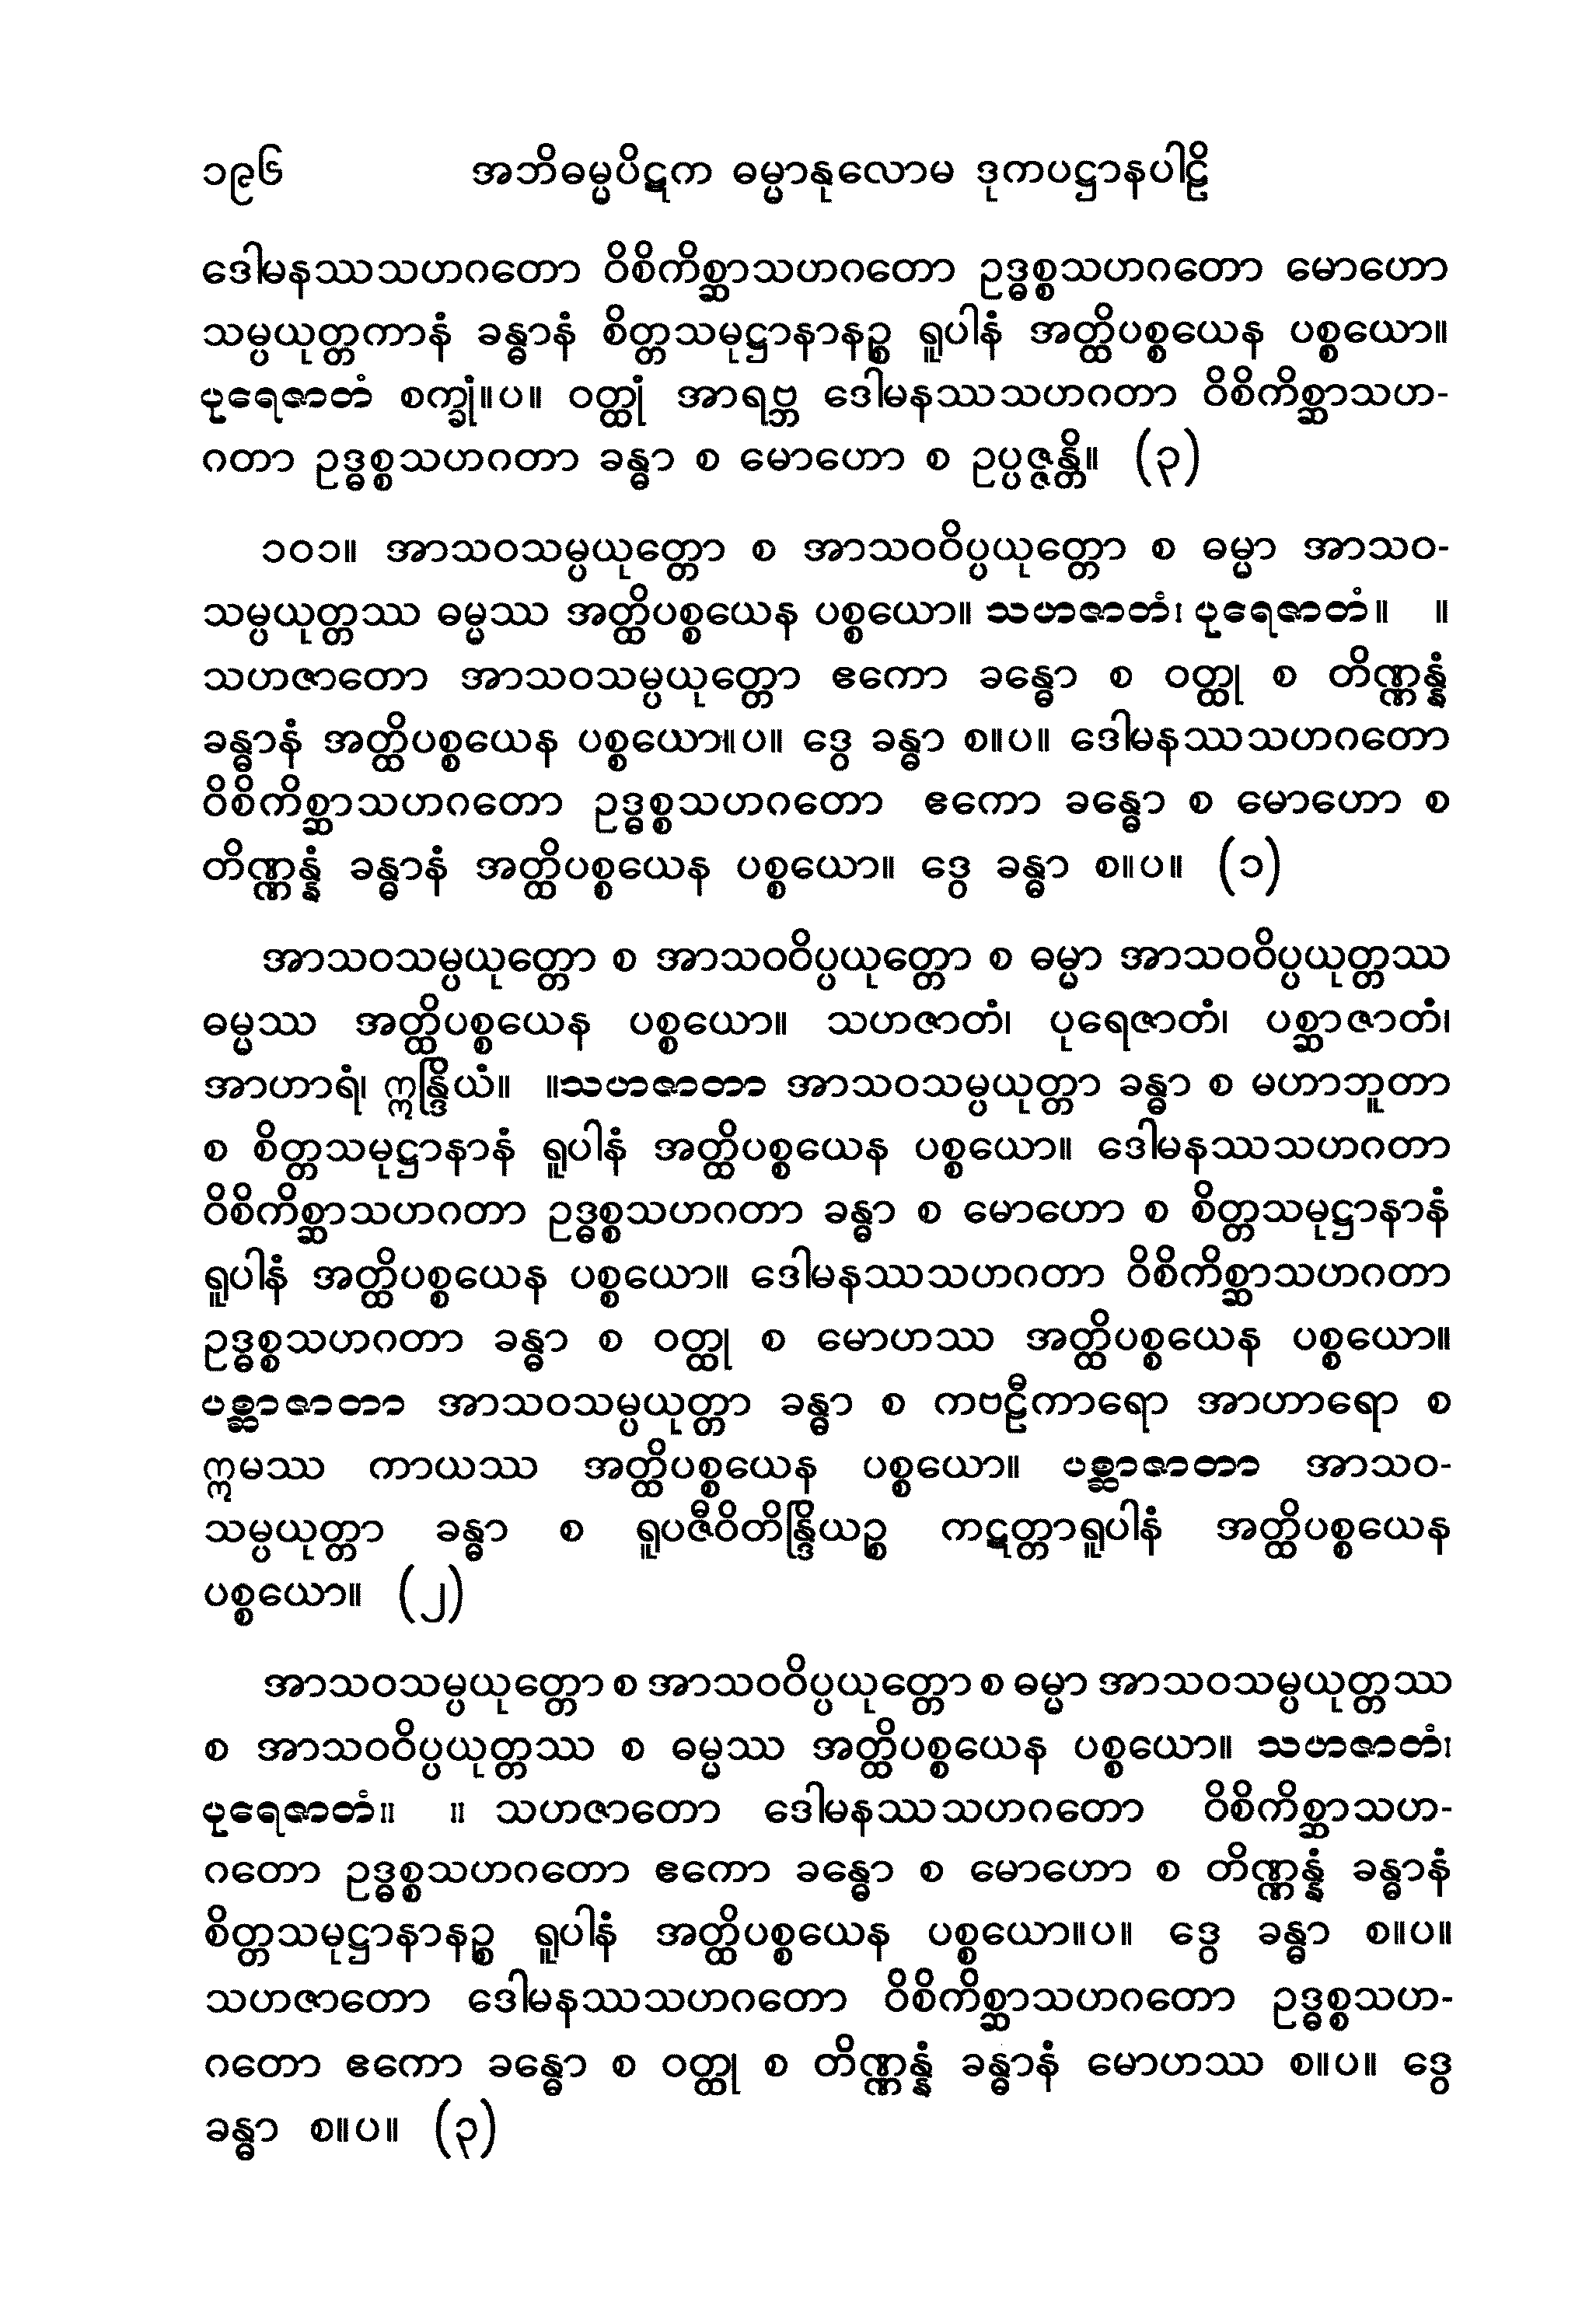 ၁၉၆ အဘိဓမ္မပိဋက ဓမ္မာနုလောမ ဒုကပဋ္ဌာနပါဠိ
ဒေါမနဿသဟဂတော ဝိစိကိစ္ဆာသဟဂတော ဥဒ္ဓစ္စသဟဂတော မောဟော
သမ္ပယုတ္တကာနံ ခန္ဓာနံ စိတ္တသမုဋ္ဌာနာနဉ္စ ရူပါနံ အတ္ထိပစ္စယေန ပစ္စယော။
ပုရေဇာတံ စက္ခုံ။ပ။ ဝတ္ထုံ အာရဗ္ဘ ဒေါမနဿသဟဂတာ ဝိစိကိစ္ဆာသဟ-
ဂတာ ဥဒ္ဓစ္စသဟဂတာ ခန္ဓာ စ မောဟော စ ဥပ္ပဇ္ဇန္တိ။ (၃)
၁၀၁။ အာသဝသမ္ပယုတ္တော စ အာသဝဝိပ္ပယုတ္တော စ ဓမ္မာ အာသဝ-
သမ္ပယုတ္တဿ ဓမ္မဿ အတ္ထိပစ္စယေန ပစ္စယော။ သဟဇာတံ၊ ပုရေဇာတံ။ ။
သဟဇာတော အာသဝသမ္ပယုတ္တော ဧကော ခန္ဓော စ ဝတ္ထု စ တိဏ္ဏန္နံ
ခန္ဓာနံ အတ္ထိပစ္စယေန ပစ္စယော။ပ။ ဒွေ ခန္ဓာ စ။ပ။ ဒေါမနဿသဟဂတော
ဝိစိကိစ္ဆာသဟဂတော ဥဒ္ဓစ္စသဟဂတော ဧကော ခန္ဓော စ မောဟော စ
တိဏ္ဏန္နံ ခန္ဓာနံ အတ္ထိပစ္စယေန ပစ္စယော။ ဒွေ ခန္ဓာ စ။ပ။ (၁)
အာသဝသမ္ပယုတ္တော စ အာသဝဝိပ္ပယုတ္တော စ ဓမ္မာ အာသဝဝိပ္ပယုတ္တဿ
ဓမ္မဿ အတ္ထိပစ္စယေန ပစ္စယော။ သဟဇာတံ၊ ပုရေဇာတံ၊ ပစ္ဆာဇာတံ၊
အာဟာရံ၊ ဣန္ဒြိယံ။ ။သဟဇာတာ အာသဝသမ္ပယုတ္တာ ခန္ဓာ စ မဟာဘူတာ
စ စိတ္တသမုဋ္ဌာနာနံ ရူပါနံ အတ္ထိပစ္စယေန ပစ္စယော။ ဒေါမနဿသဟဂတာ
ဝိစိကိစ္ဆာသဟဂတာ ဥဒ္ဓစ္စသဟဂတာ ခန္ဓာ စ မောဟော စ စိတ္တသမုဋ္ဌာနာနံ
ရူပါနံ အတ္ထိပစ္စယေန ပစ္စယော။ ဒေါမနဿသဟဂတာ ဝိစိကိစ္ဆာသဟဂတာ
ဥဒ္ဓစ္စသဟဂတာ ခန္ဓာ စ ဝတ္ထု စ မောဟဿ အတ္ထိပစ္စယေန ပစ္စယော။
ပစ္ဆာဇာတာ အာသဝသမ္ပယုတ္တာ ခန္ဓာ စ ကဗဠီကာရော အာဟာရော စ
ဣမဿ ကာယဿ အတ္ထိပစ္စယေန ပစ္စယော။ ပစ္ဆာဇာတာ အာသဝ-
သမ္ပယုတ္တာ ခန္ဓာ စ ရူပဇီဝိတိန္ဒြိယဉ္စ ကဋတ္တာရူပါနံ အတ္ထိပစ္စယေန
ပစ္စယော။ (၂)
အာသဝသမ္ပယုတ္တော စ အာသဝဝိပ္ပယုတ္တော စ ဓမ္မာ အာသဝသမ္ပယုတ္တဿ
စ အာသဝဝိပ္ပယုတ္တဿ စ ဓမ္မဿ အတ္ထိပစ္စယေန ပစ္စယော။ သဟဇာတံ၊
ပုရေဇာတံ။ ။ သဟဇာတော ဒေါမနဿသဟဂတော ဝိစိကိစ္ဆာသဟ-
ဂတော ဥဒ္ဓစ္စသဟဂတော ဧကော ခန္ဓော စ မောဟော စ တိဏ္ဏန္နံ ခန္ဓာနံ
စိတ္တသမုဋ္ဌာနာနဉ္စ ရူပါနံ အတ္ထိပစ္စယေန ပစ္စယော။ပ။ ဒွေ ခန္ဓာ စ။ပ။
သဟဇာတော ဒေါမနဿသဟဂတော ဝိစိကိစ္ဆာသဟဂတော ဥဒ္ဓစ္စသဟ-
ဂတော ဧကော ခန္ဓော စ ဝတ္ထု စ တိဏ္ဏန္နံ ခန္ဓာနံ မောဟဿ စ။ပ။ ဒွေ
ခန္ဓာ စ။ပ။ (၃)